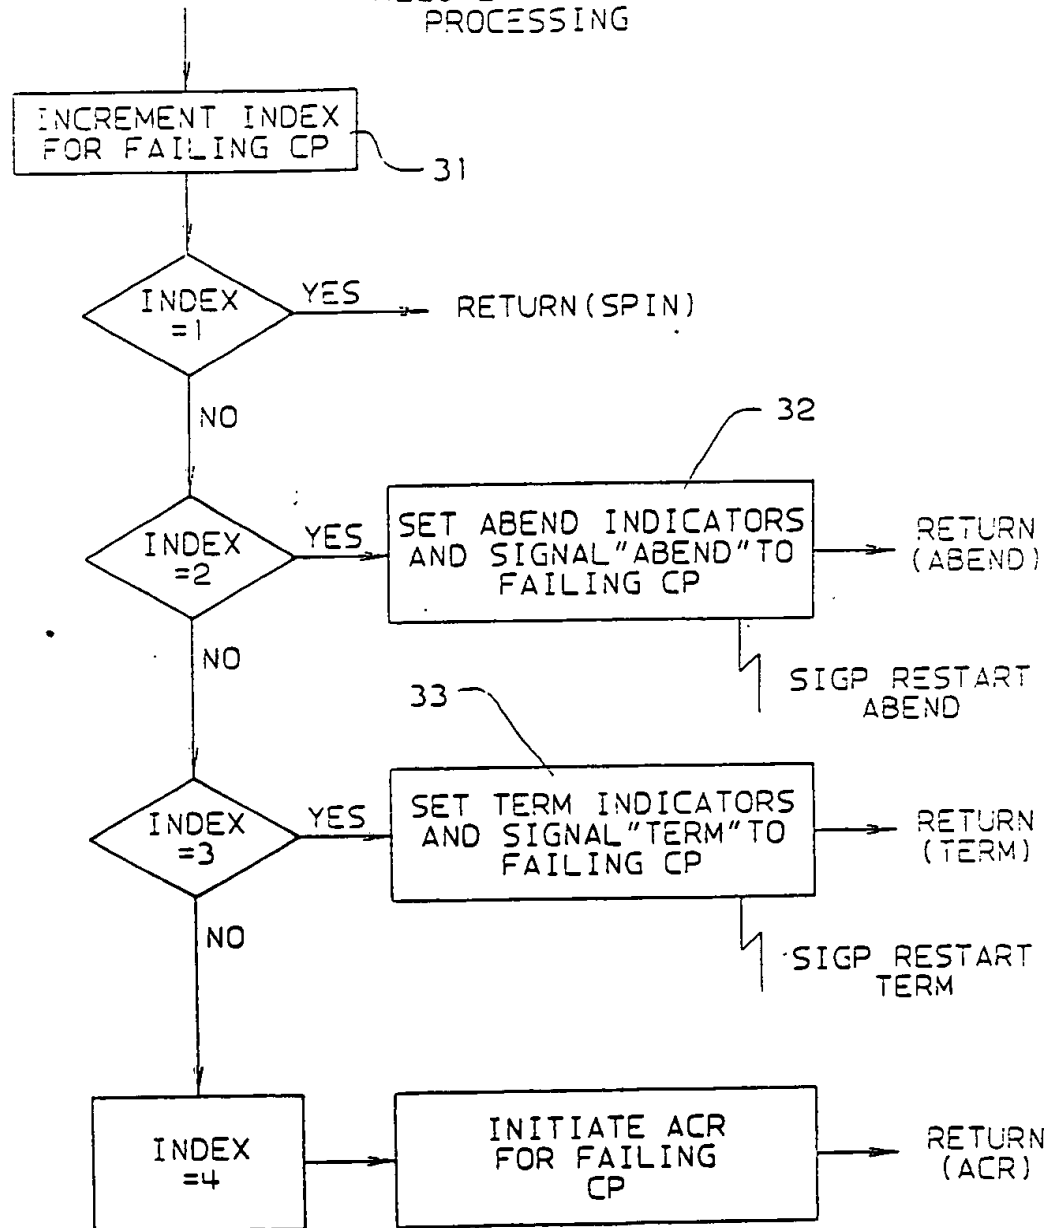 PROCESSING
INCREMENT INDEX
FOR FAILING CP
31
INDEX
=1
YES
RETURN(SPIN)
NO
32
INDEX
=2
YES
SET ABEND INDICATORS
AND SIGNAL"ABEND"TO
FAILING CP
RETURN
(ABEND)
NO
SIGP RESTART
ABEND
33
INDEX
=3
YES
SET TERM INDICATORS
AND SIGNAL"TERM"TO
FAILING CP
RETURN
(TERM)
NO
SIGP RESTART
TERM
INDEX
=4
INITIATE ACR
FOR FAILING
CP
RETURN
(ACR)